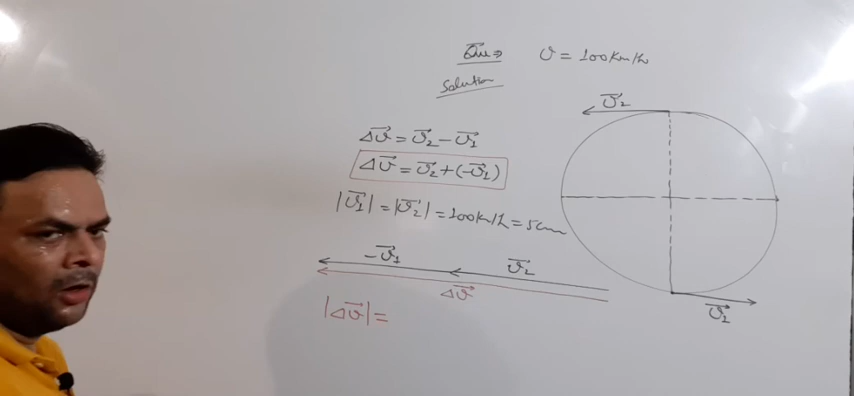 Que ⇒ v = 100km/h
Solution
v⃗₂
Δv⃗ = v⃗₂ - v⃗₁
Δv⃗ = v⃗₂ + (-v⃗₁)
|v⃗₁| = |v⃗₂| = 100km/h = 5cm
-v⃗₁ v⃗₂
Δv⃗
|Δv⃗| =
v⃗₁